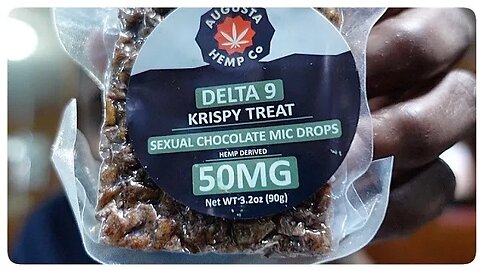 AUGUSTA
HEMP Co
DELTA 9
KRISPY TREAT
SEXUAL CHOCOLATE MIC DROPS
HEMP DERIVED
50MG
Net WT 3.2oz (90g)